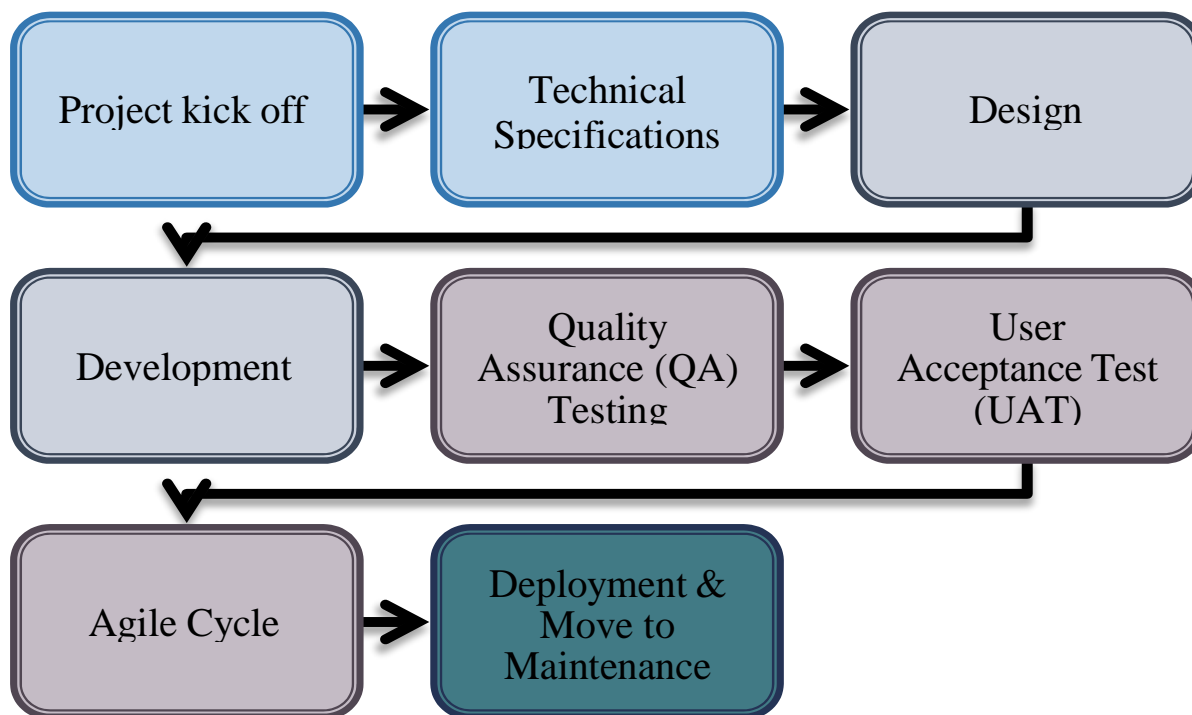 Project kick off
Technical
Specifications
Design
Development
Quality
Assurance (QA)
Testing
User
Acceptance Test
(UAT)
Agile Cycle
Deployment &
Move to
Maintenance